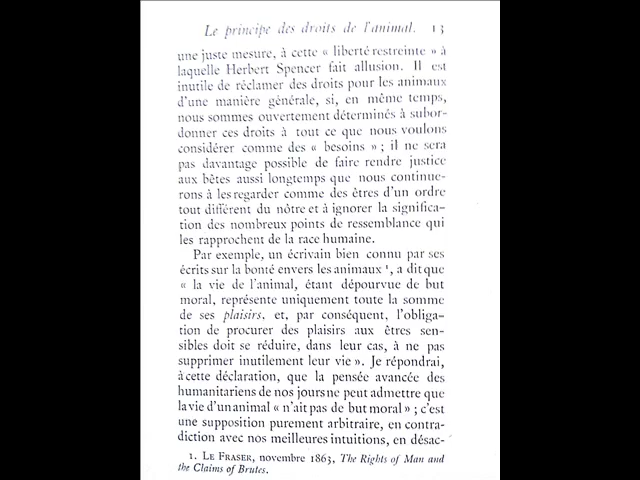 Le principe des droits de l'animal. 13
une juste mesure, à cette « liberté restreinte » à
laquelle Herbert Spencer fait allusion. Il est
inutile de réclamer des droits pour les animaux
d'une manière générale, si, en même temps,
nous sommes ouvertement déterminés à subor-
donner ces droits à tout ce que nous voulons
considérer comme des « besoins » ; il ne sera
pas davantage possible de faire rendre justice
aux bêtes aussi longtemps que nous continue-
rons à les regarder comme des êtres d'un ordre
tout différent du nôtre et à ignorer la significa-
tion des nombreux points de ressemblance qui
les rapprochent de la race humaine.
Par exemple, un écrivain bien connu par ses
écrits sur la bonté envers les animaux ¹, a dit que
« la vie de l'animal, étant dépourvue de but
moral, représente uniquement toute la somme
de ses plaisirs, et, par conséquent, l'obliga-
tion de procurer des plaisirs aux êtres sen-
sibles doit se réduire, dans leur cas, à ne pas
supprimer inutilement leur vie ». Je répondrai,
à cette déclaration, que la pensée avancée des
humanitariens de nos jours ne peut admettre que
la vie d'un animal « n'ait pas de but moral » ; c'est
une supposition purement arbitraire, en contra-
diction avec nos meilleures intuitions, en désac-
1. LE FRASER, novembre 1863, The Rights of Man and
the Claims of Brutes.